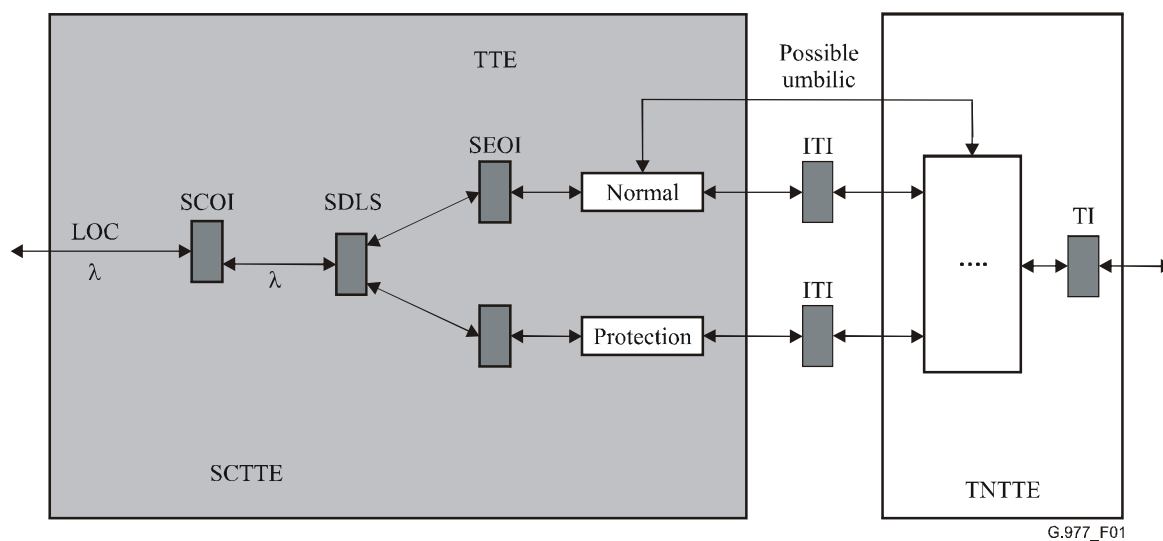 TTE
Possible
umbilic
SEOI
ITI
Normal
SCOI
SDLS
TI
LOC
λ
λ
....
ITI
Protection
SCTTE
TNTTE
G.977_F01